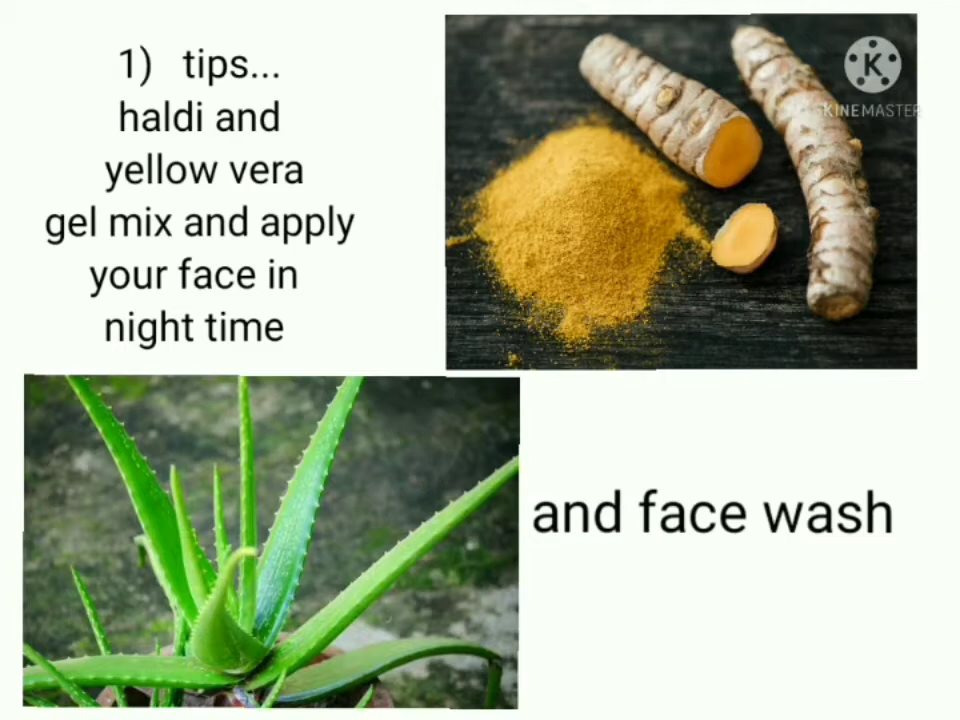 1) tips...
haldi and
yellow vera
gel mix and apply
your face in
night time
K
KINEMASTER
and face wash